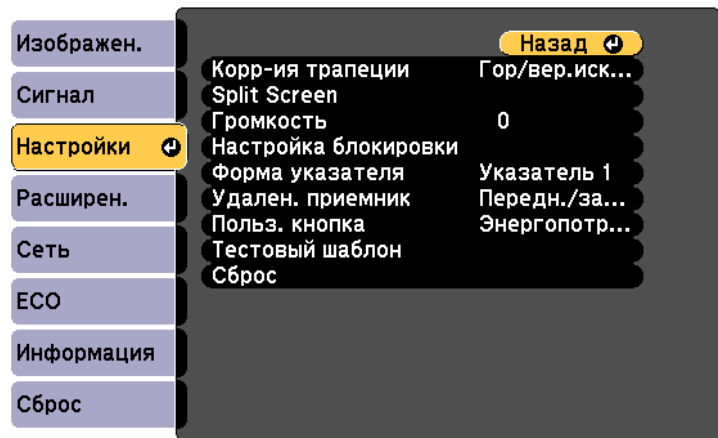 Изображен.
Сигнал
Настройки
Расширен.
Сеть
ECO
Информация
Сброс
Назад
Корр-ия трапеции Гор/вер.иск...
Split Screen
Громкость 0
Настройка блокировки
Форма указателя Указатель 1
Удален. приемник Передн./за...
Польз. кнопка Энергопотр...
Тестовый шаблон
Сброс